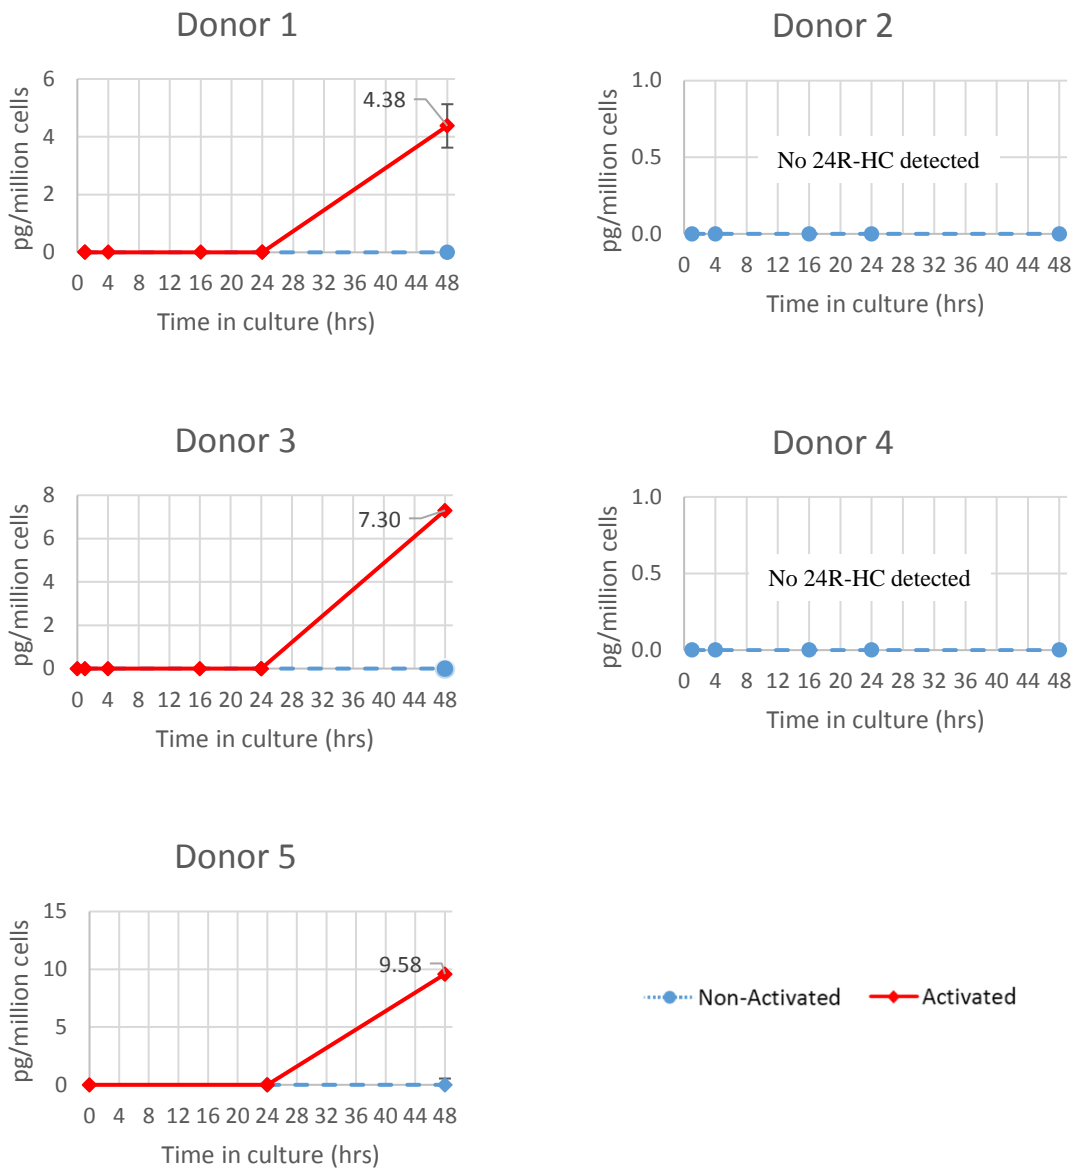 Donor 1
pg/million cells
6
4
2
0
4.38
0 4 8 12 16 20 24 28 32 36 40 44 48
Time in culture (hrs)
Donor 2
pg/million cells
1.0
0.5
0.0
No 24R-HC detected
0 4 8 12 16 20 24 28 32 36 40 44 48
Time in culture (hrs)
Donor 3
pg/million cells
8
6
4
2
0
7.30
0 4 8 12 16 20 24 28 32 36 40 44 48
Time in culture (hrs)
Donor 4
pg/million cells
1.0
0.5
0.0
No 24R-HC detected
0 4 8 12 16 20 24 28 32 36 40 44 48
Time in culture (hrs)
Donor 5
pg/million cells
15
10
5
0
9.58
0 4 8 12 16 20 24 28 32 36 40 44 48
Time in culture (hrs)
Non-Activated Activated